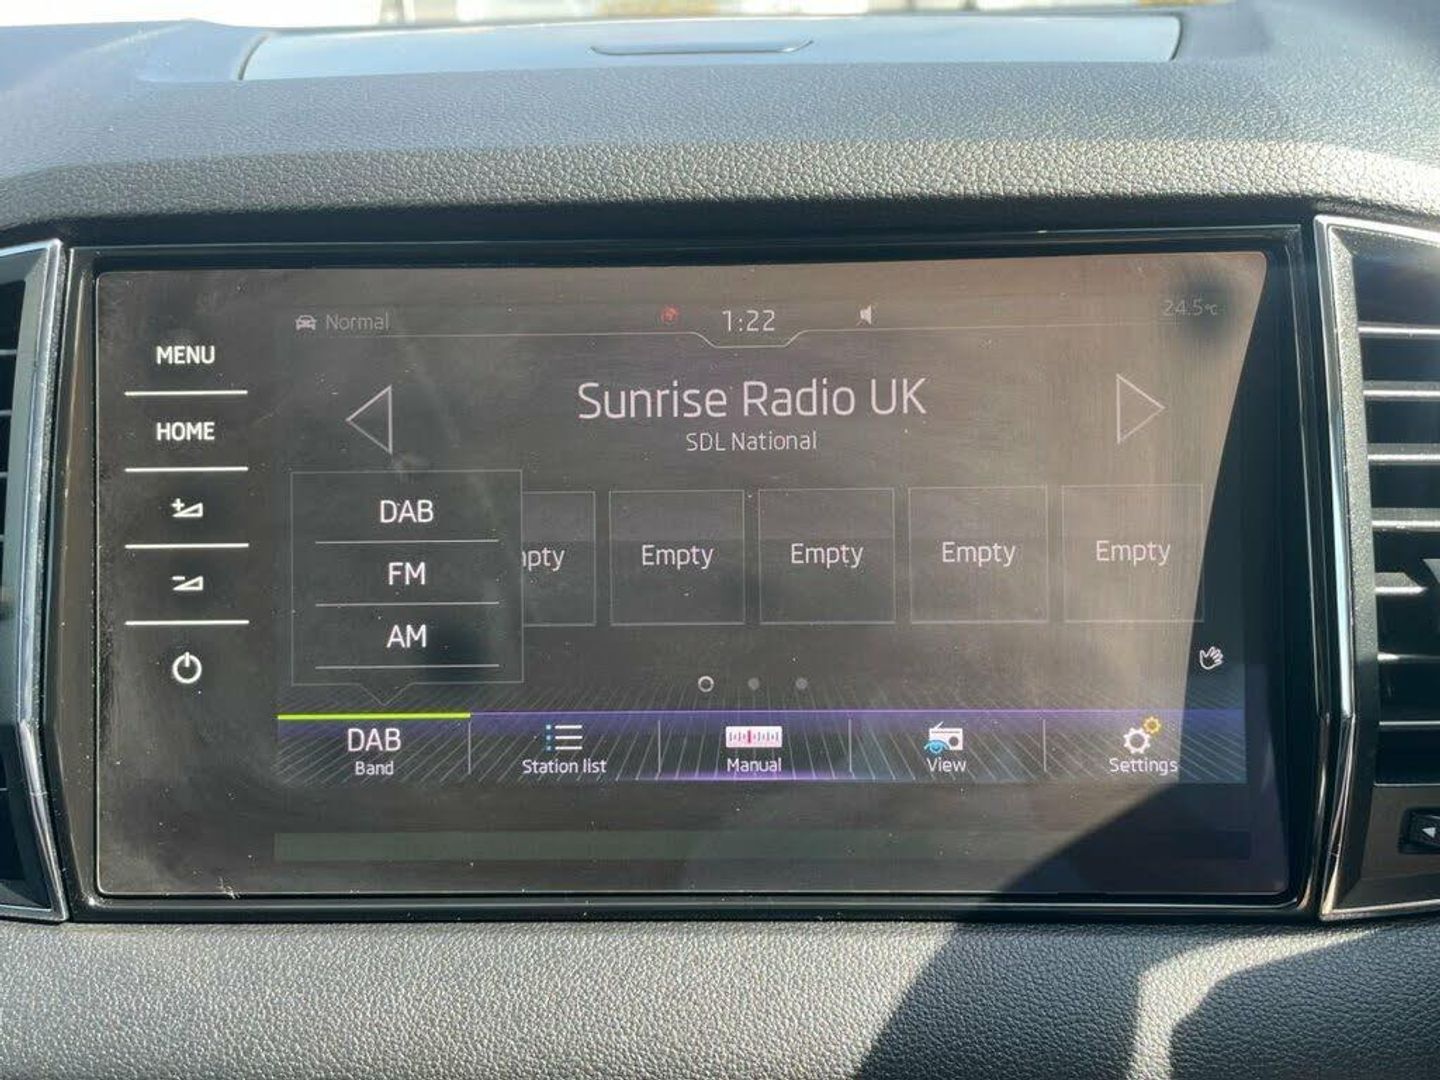 Normal
1:22
24.5°C
MENU
HOME
Sunrise Radio UK
SDL National
DAB
FM
AM
mpty
Empty
Empty
Empty
Empty
DAB
Band
Station list
Manual
View
Settings